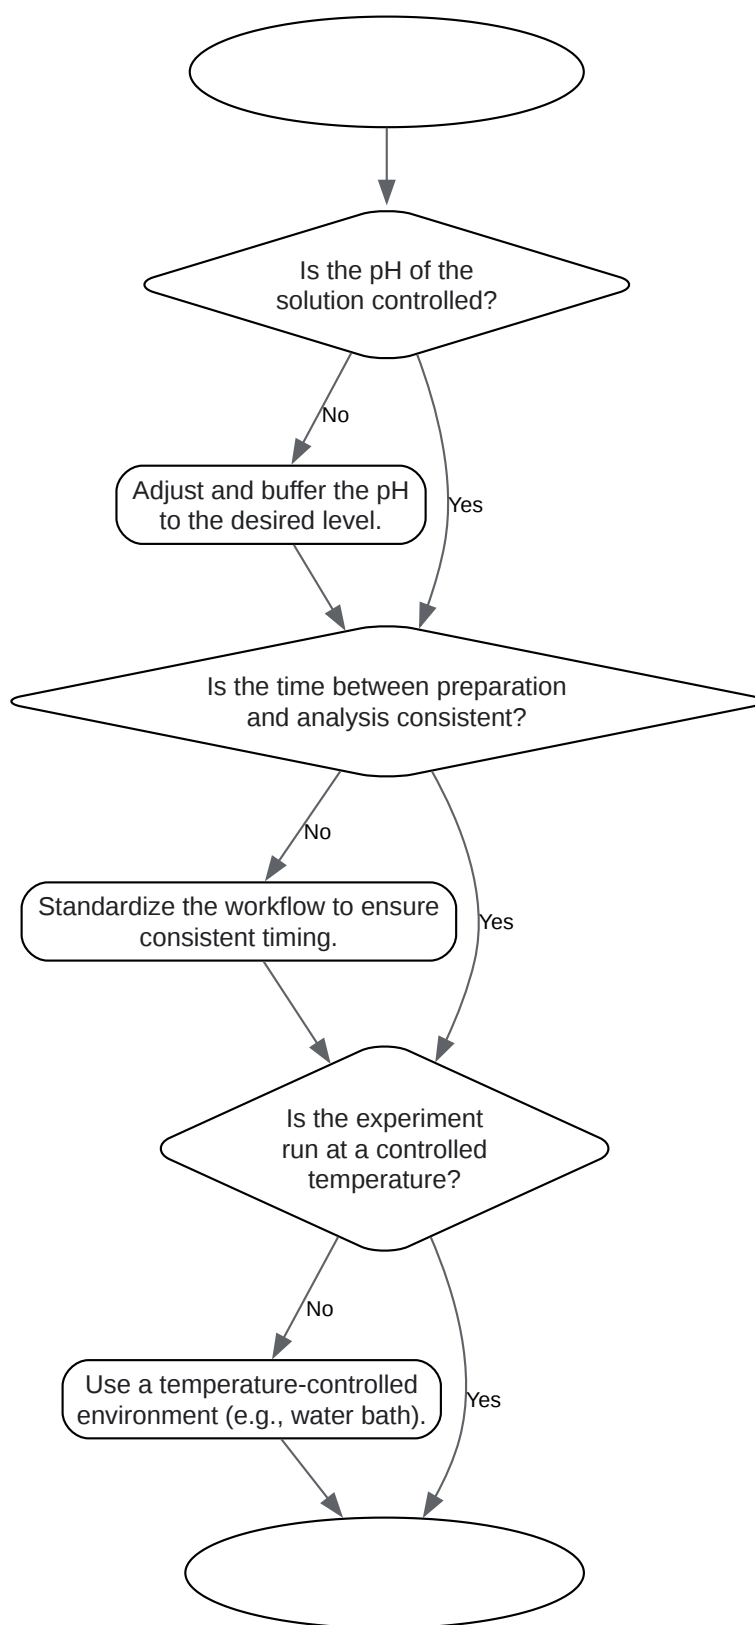 Is the pH of the
solution controlled?
No
Adjust and buffer the pH
to the desired level.
Yes
Is the time between preparation
and analysis consistent?
No
Standardize the workflow to ensure
consistent timing.
Yes
Is the experiment
run at a controlled
temperature?
No
Use a temperature-controlled
environment (e.g., water bath).
Yes